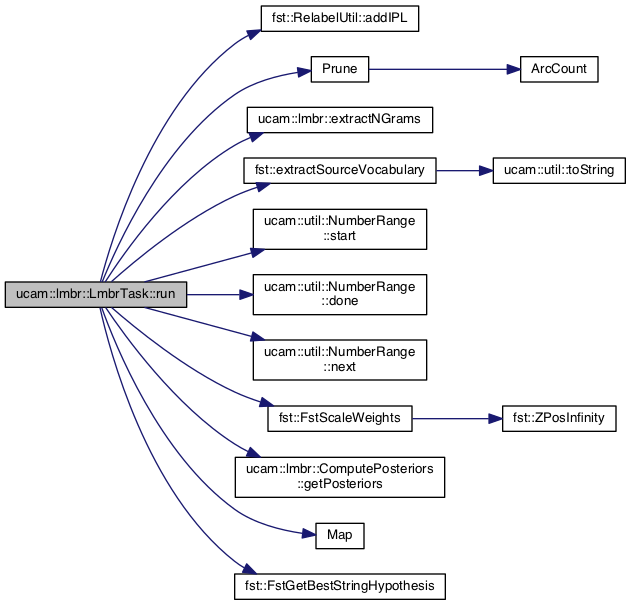 fst::RelabelUtil::addIPL
Prune
ArcCount
ucam::lmbr::extractNGrams
fst::extractSourceVocabulary
ucam::util::toString
ucam::util::NumberRange
::start
ucam::lmbr::LmbrTask::run
ucam::util::NumberRange
::done
ucam::util::NumberRange
::next
fst::FstScaleWeights
fst::ZPosInfinity
ucam::lmbr::ComputePosteriors
::getPosteriors
Map
fst::FstGetBestStringHypothesis